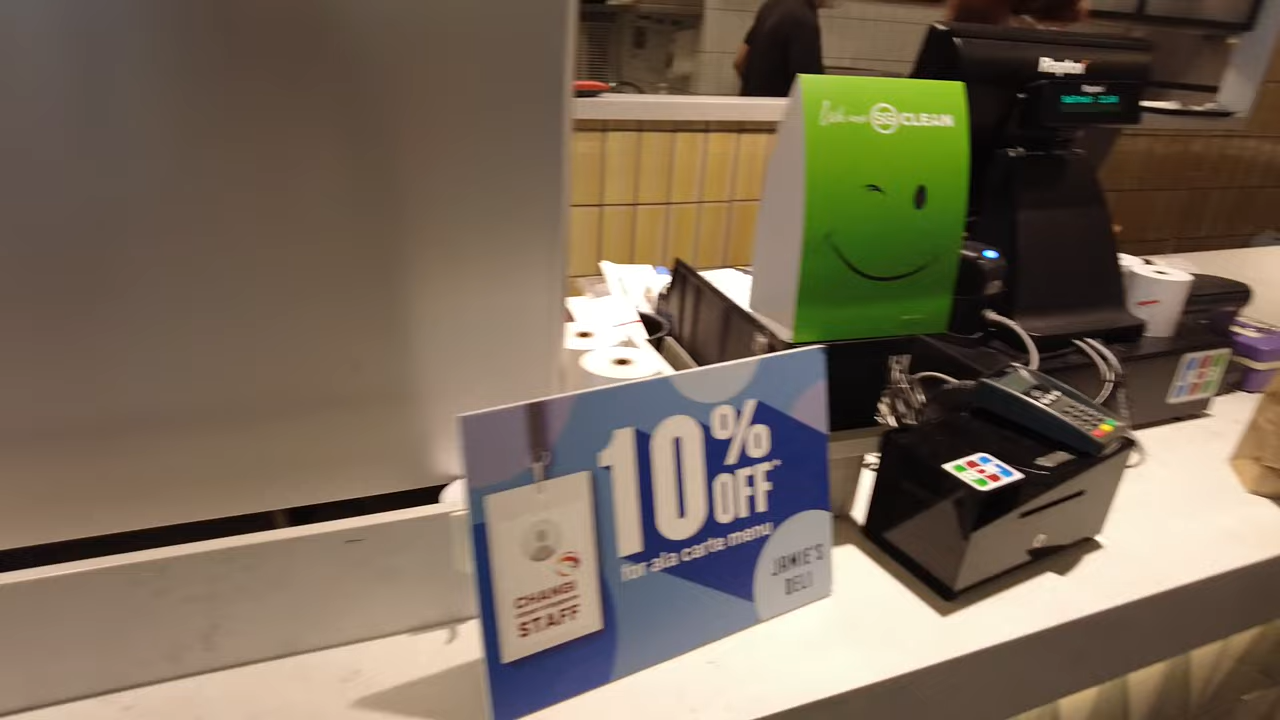 SG CLEAN
10% OFF
for ala carte menu
JAMIE'S
DELI
CHANGI
STAFF